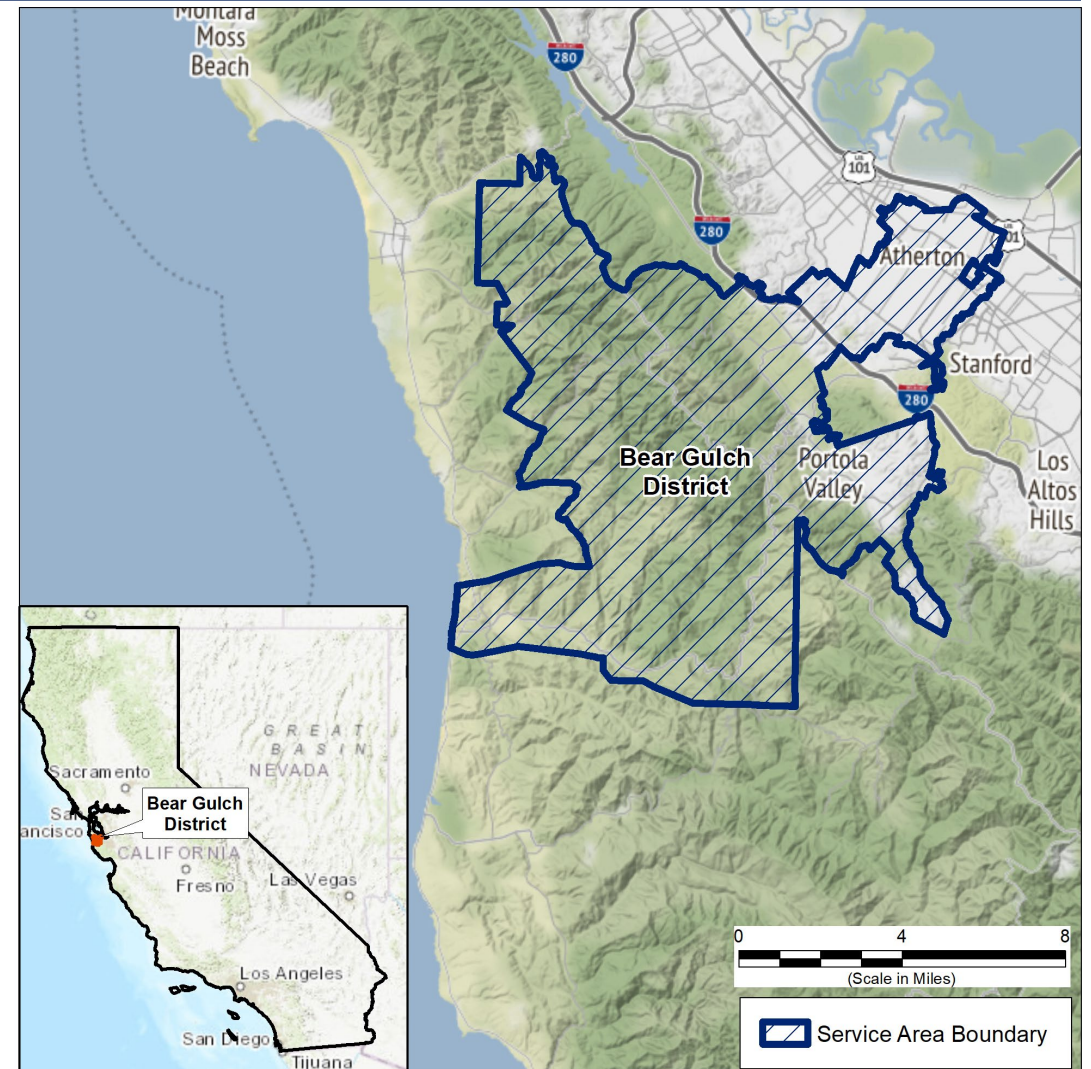 Montara
Moss
Beach
280
101
280
101
Atherton
Stanford
280
Bear Gulch
District
Portola
Valley
Los
Altos
Hills
GREAT
BASIN
NEVADA
Sacramento
Bear Gulch
District
San
ancisco
CALIFORNIA
Fresno
Las Vegas
Los Angeles
San Diego
Tijuana
0 4 8
(Scale in Miles)
Service Area Boundary